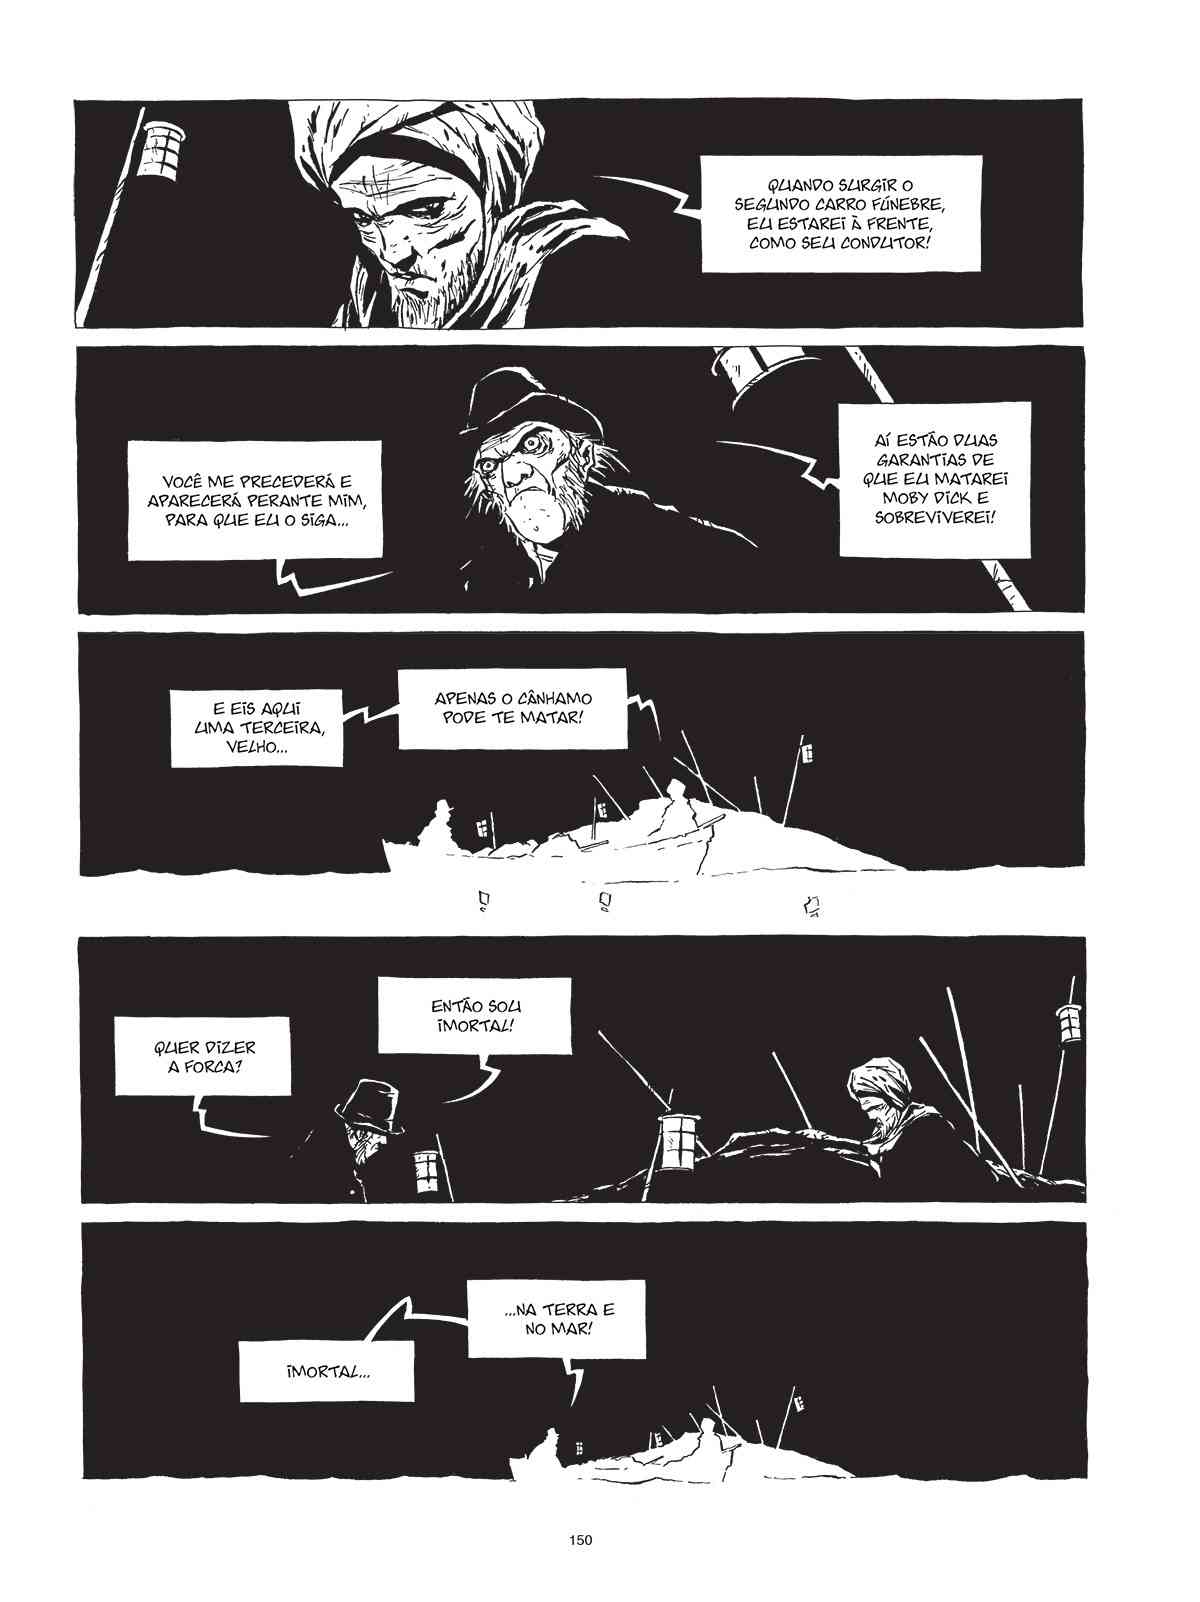 QUANDO SURGIR O
SEGUNDO CARRO FÚNEBRE,
EU ESTAREI À FRENTE,
COMO SEU CONDUTOR!
VOCÊ ME PRECEDERÁ E
APARECERÁ PERANTE MIM,
PARA QUE EU O SIGA...
AÍ ESTÃO DUAS
GARANTIAS DE
QUE EU MATAREI
MOBY DICK E
SOBREVIVEREI!
E EIS AQUI
UMA TERCEIRA,
VELHO...
APENAS O CÂNHAMO
PODE TE MATAR!
QUER DIZER
A FORCA?
ENTÃO SOU
IMORTAL!
IMORTAL...
...NA TERRA E
NO MAR!
150